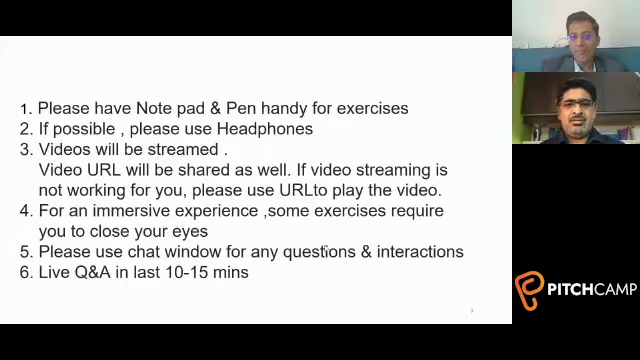 1. Please have Note pad & Pen handy for exercises
2. If possible , please use Headphones
3. Videos will be streamed .
Video URL will be shared as well. If video streaming is
not working for you, please use URLto play the video.
4. For an immersive experience ,some exercises require
you to close your eyes
5. Please use chat window for any questions & interactions
6. Live Q&A in last 10-15 mins
PITCHCAMP